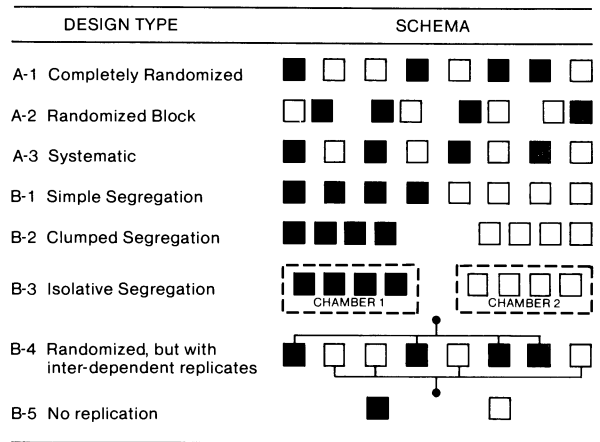 DESIGN TYPE SCHEMA
A-1 Completely Randomized
A-2 Randomized Block
A-3 Systematic
B-1 Simple Segregation
B-2 Clumped Segregation
B-3 Isolative Segregation
CHAMBER 1 CHAMBER 2
B-4 Randomized, but with
inter-dependent replicates
B-5 No replication